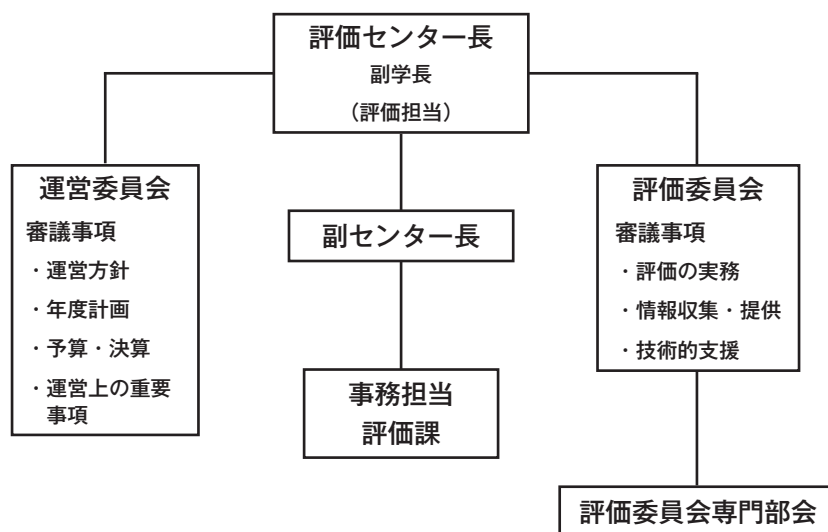 評価センター長
副学長
（評価担当）
運営委員会
審議事項
・運営方針
・年度計画
・予算・決算
・運営上の重要
事項
副センター長
事務担当
評価課
評価委員会
審議事項
・評価の実務
・情報収集・提供
・技術的支援
評価委員会専門部会